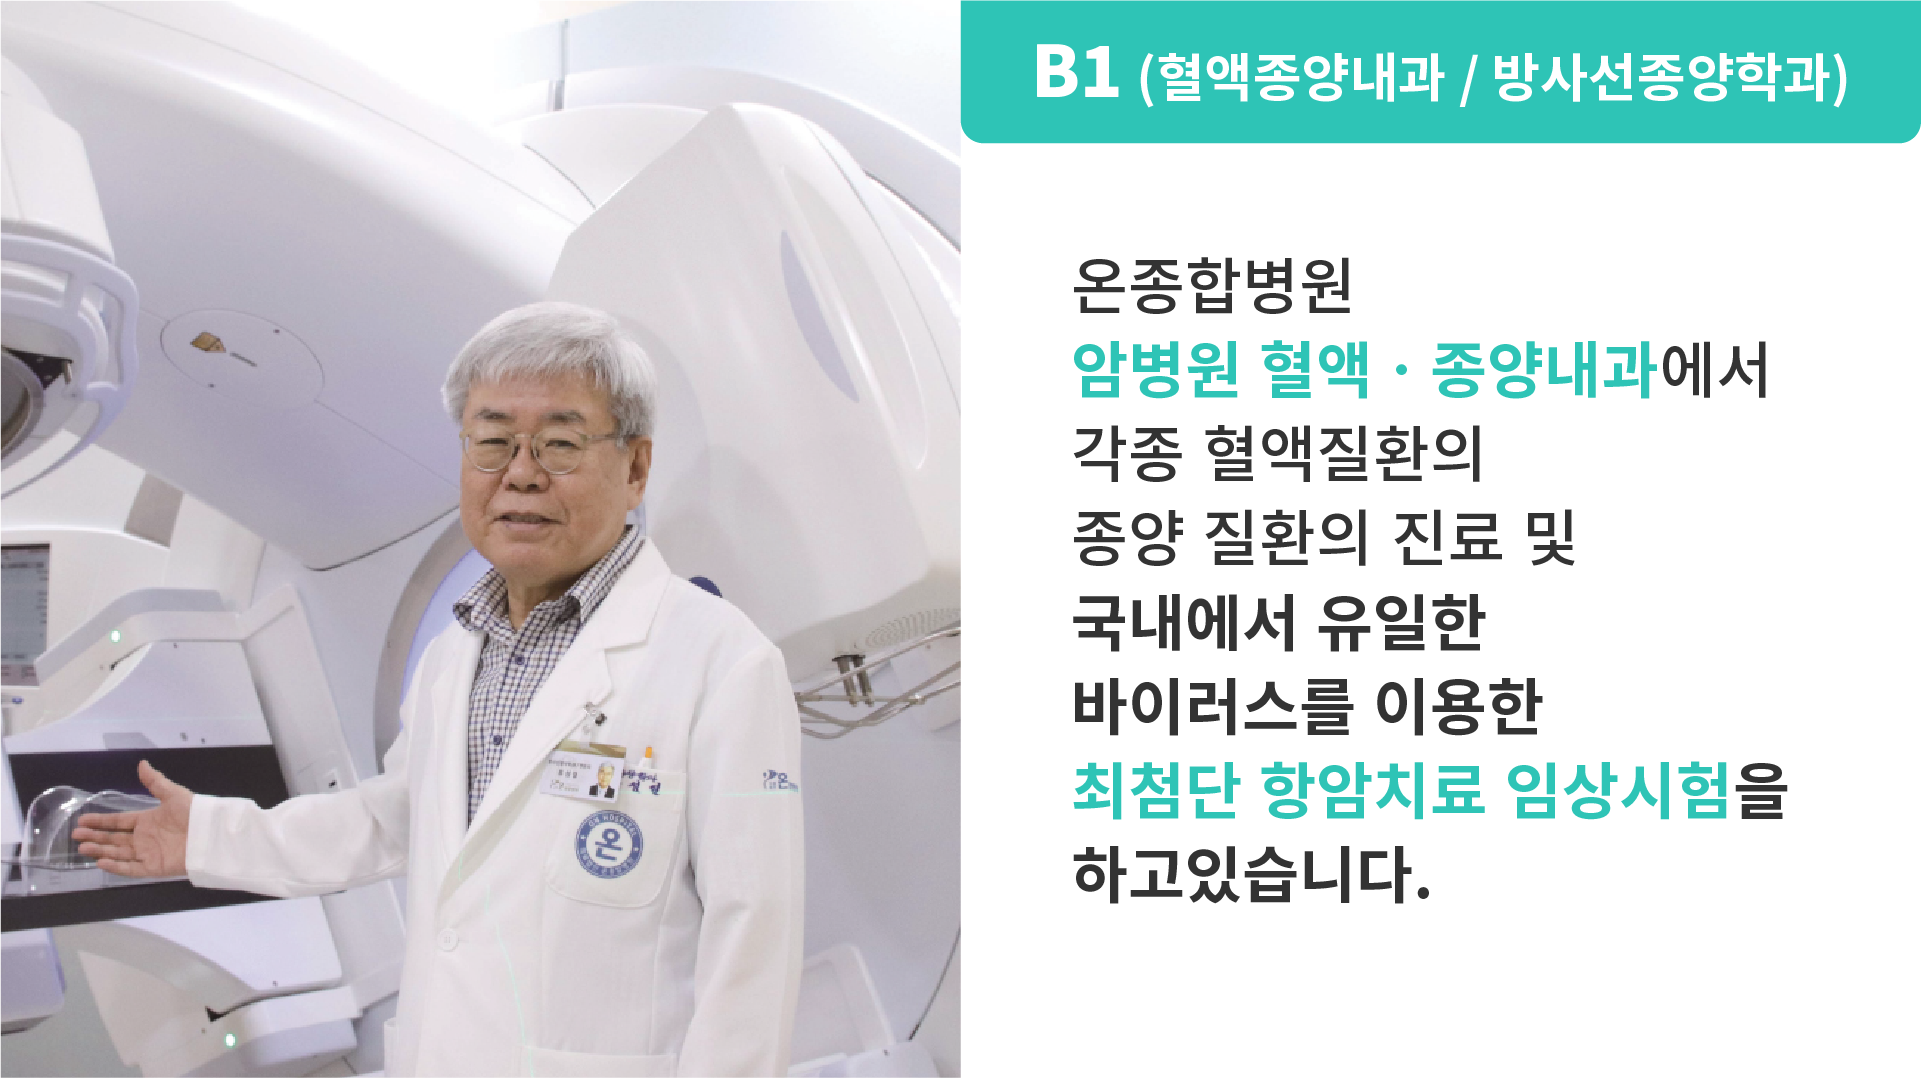 B1 (혈액종양내과 / 방사선종양학과)
온종합병원
암병원 혈액 · 종양내과에서
각종 혈액질환의
종양 질환의 진료 및
국내에서 유일한
바이러스를 이용한
최첨단 항암치료 임상시험을
하고있습니다.
온
ON HOSPITAL
온